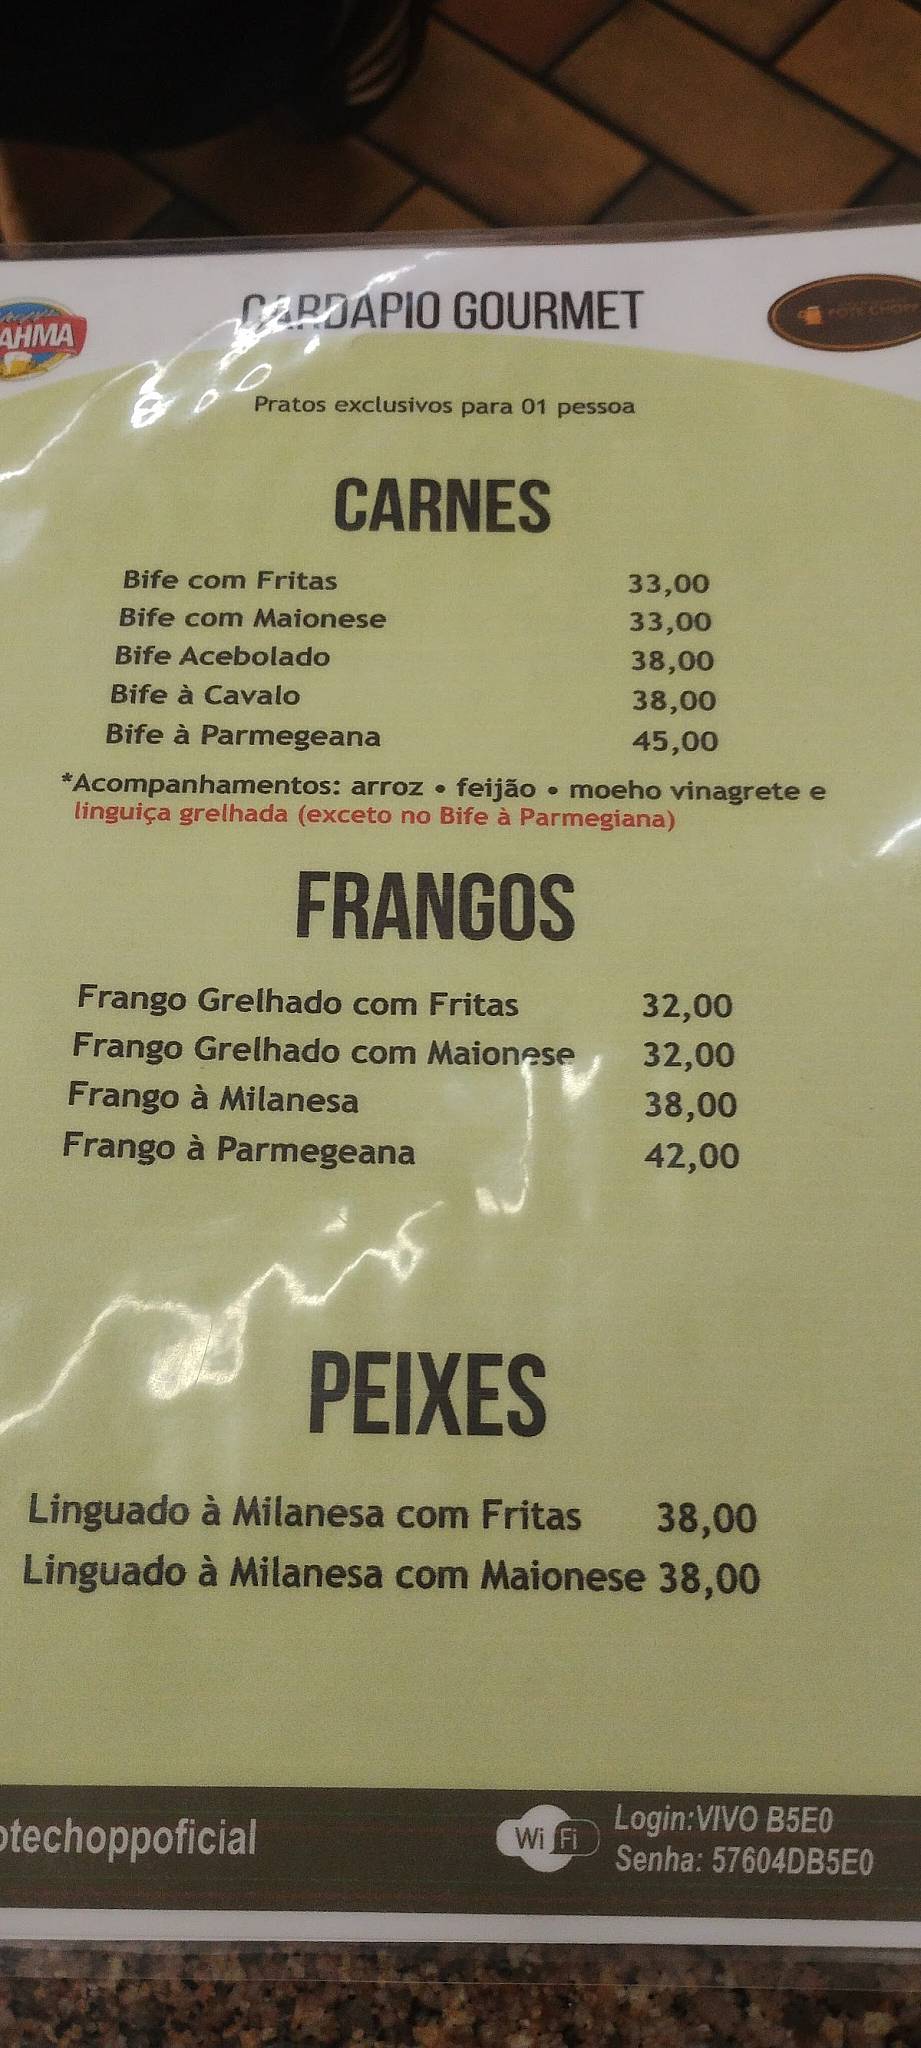 AHMA
CARDAPIO GOURMET
POTE CHOPP
Pratos exclusivos para 01 pessoa
CARNES
Bife com Fritas 33,00
Bife com Maionese 33,00
Bife Acebolado 38,00
Bife à Cavalo 38,00
Bife à Parmegeana 45,00
*Acompanhamentos: arroz • feijão • moeho vinagrete e
linguiça grelhada (exceto no Bife à Parmegiana)
FRANGOS
Frango Grelhado com Fritas 32,00
Frango Grelhado com Maionese 32,00
Frango à Milanesa 38,00
Frango à Parmegeana 42,00
PEIXES
Linguado à Milanesa com Fritas 38,00
Linguado à Milanesa com Maionese 38,00
otechoppoficial
Wi Fi
Login:VIVO B5E0
Senha: 57604DB5E0